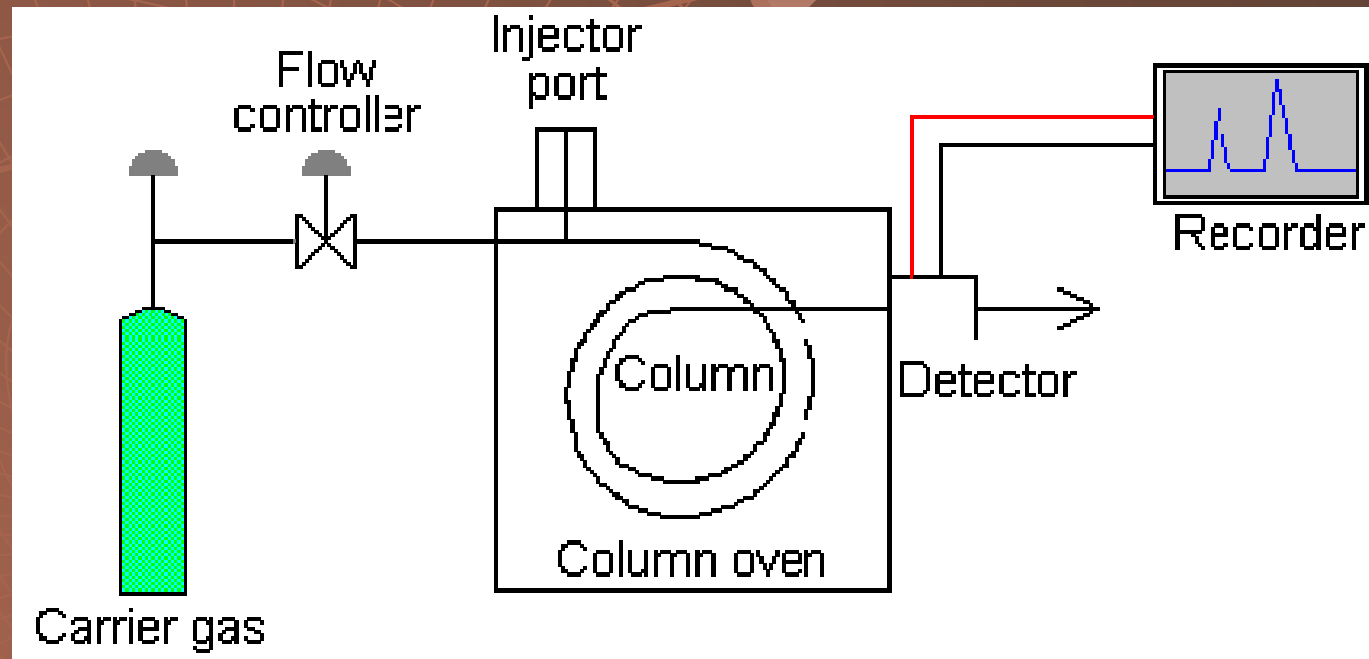 Injector
port
Flow
controller
Recorder
Column
Detector
Column oven
Carrier gas